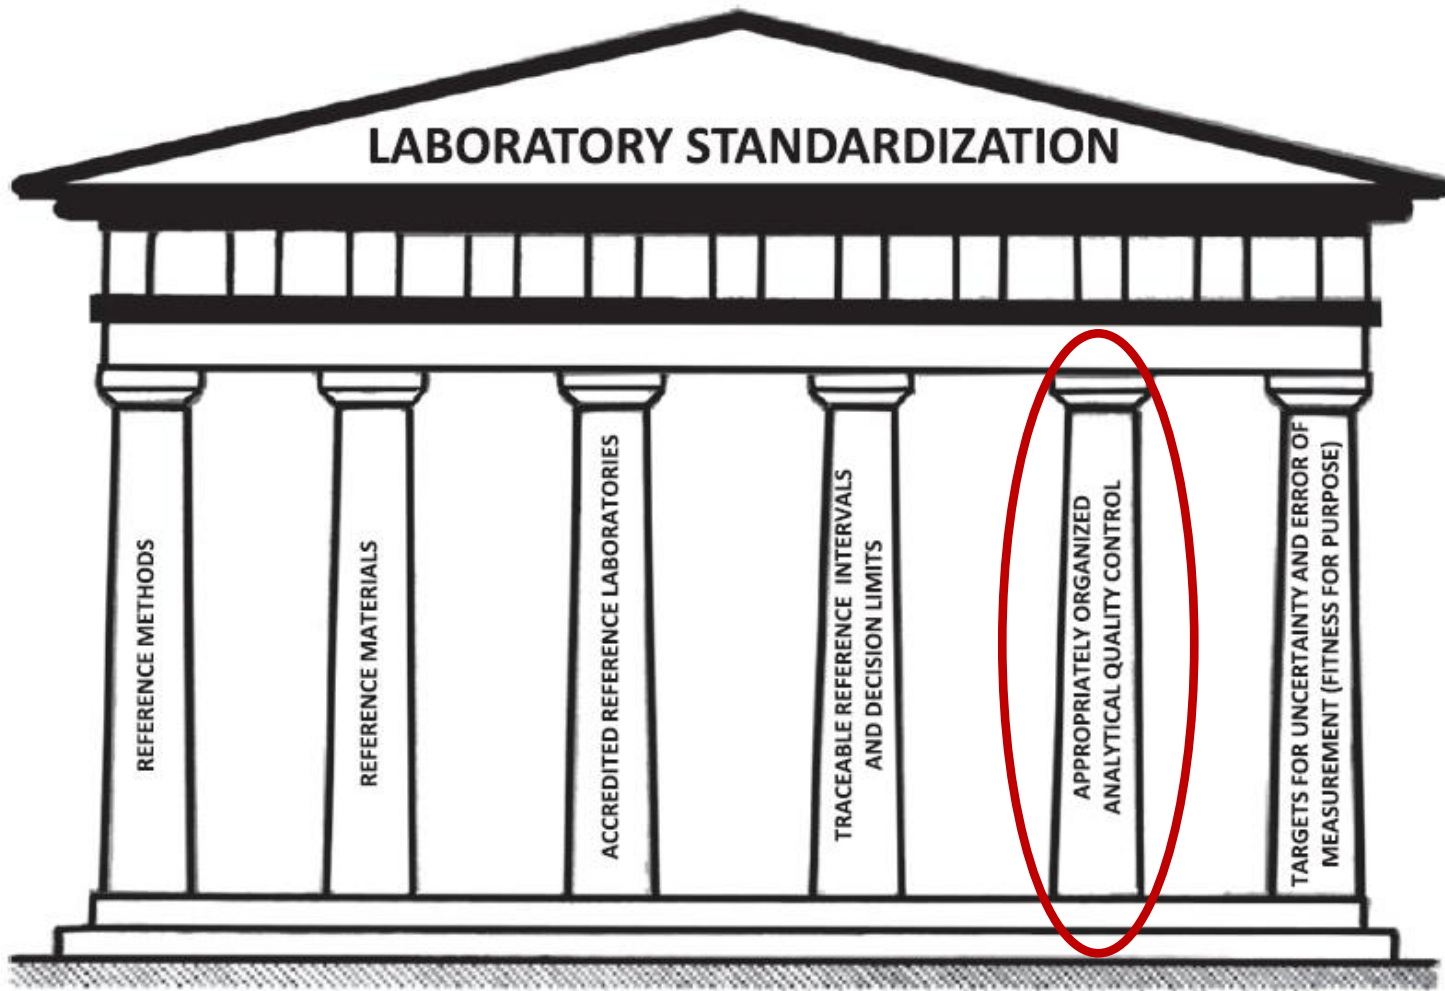 LABORATORY STANDARDIZATION
REFERENCE METHODS
REFERENCE MATERIALS
ACCREDITED REFERENCE LABORATORIES
TRACEABLE REFERENCE INTERVALS
AND DECISION LIMITS
APPROPRIATELY ORGANIZED
ANALYTICAL QUALITY CONTROL
TARGETS FOR UNCERTAINTY AND ERROR OF
MEASUREMENT (FITNESS FOR PURPOSE)